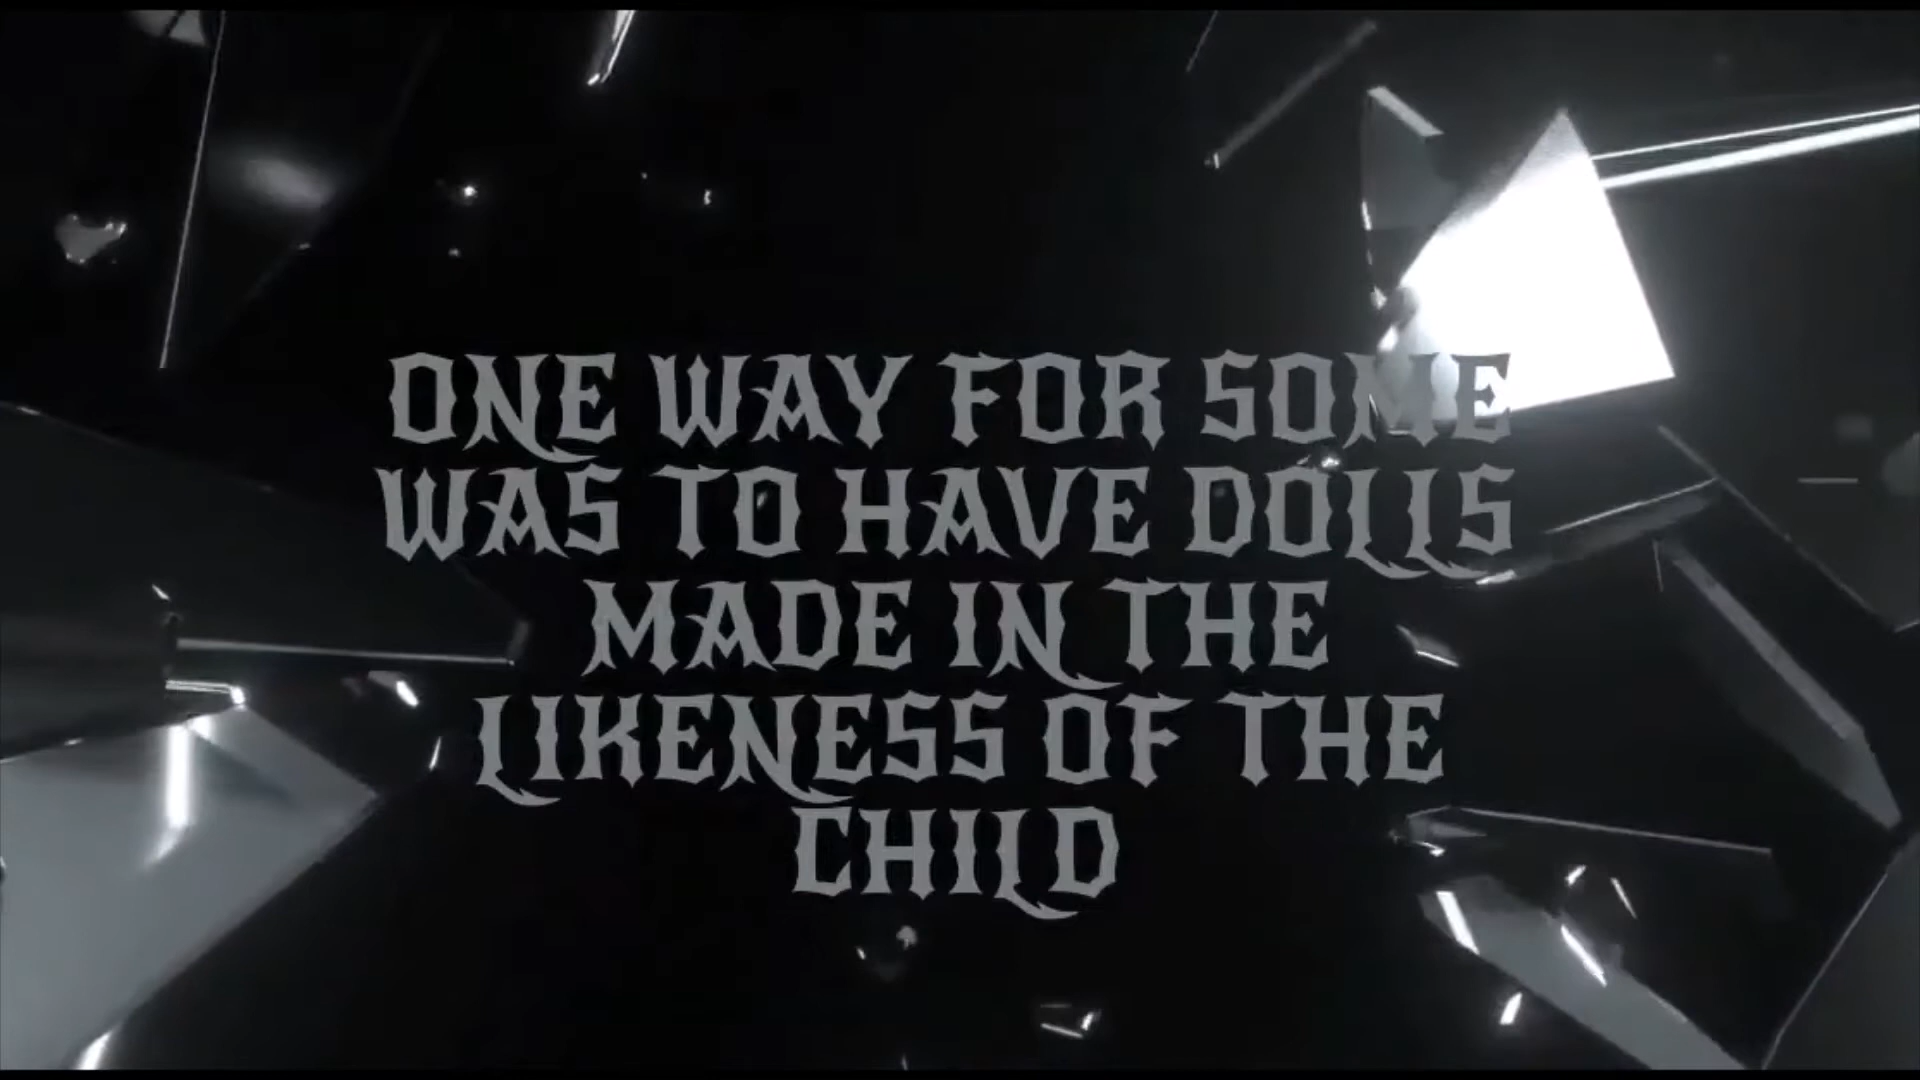 ONE WAY FOR SOME
WAS TO HAVE DOLLS
MADE IN THE
LIKENESS OF THE
CHILD